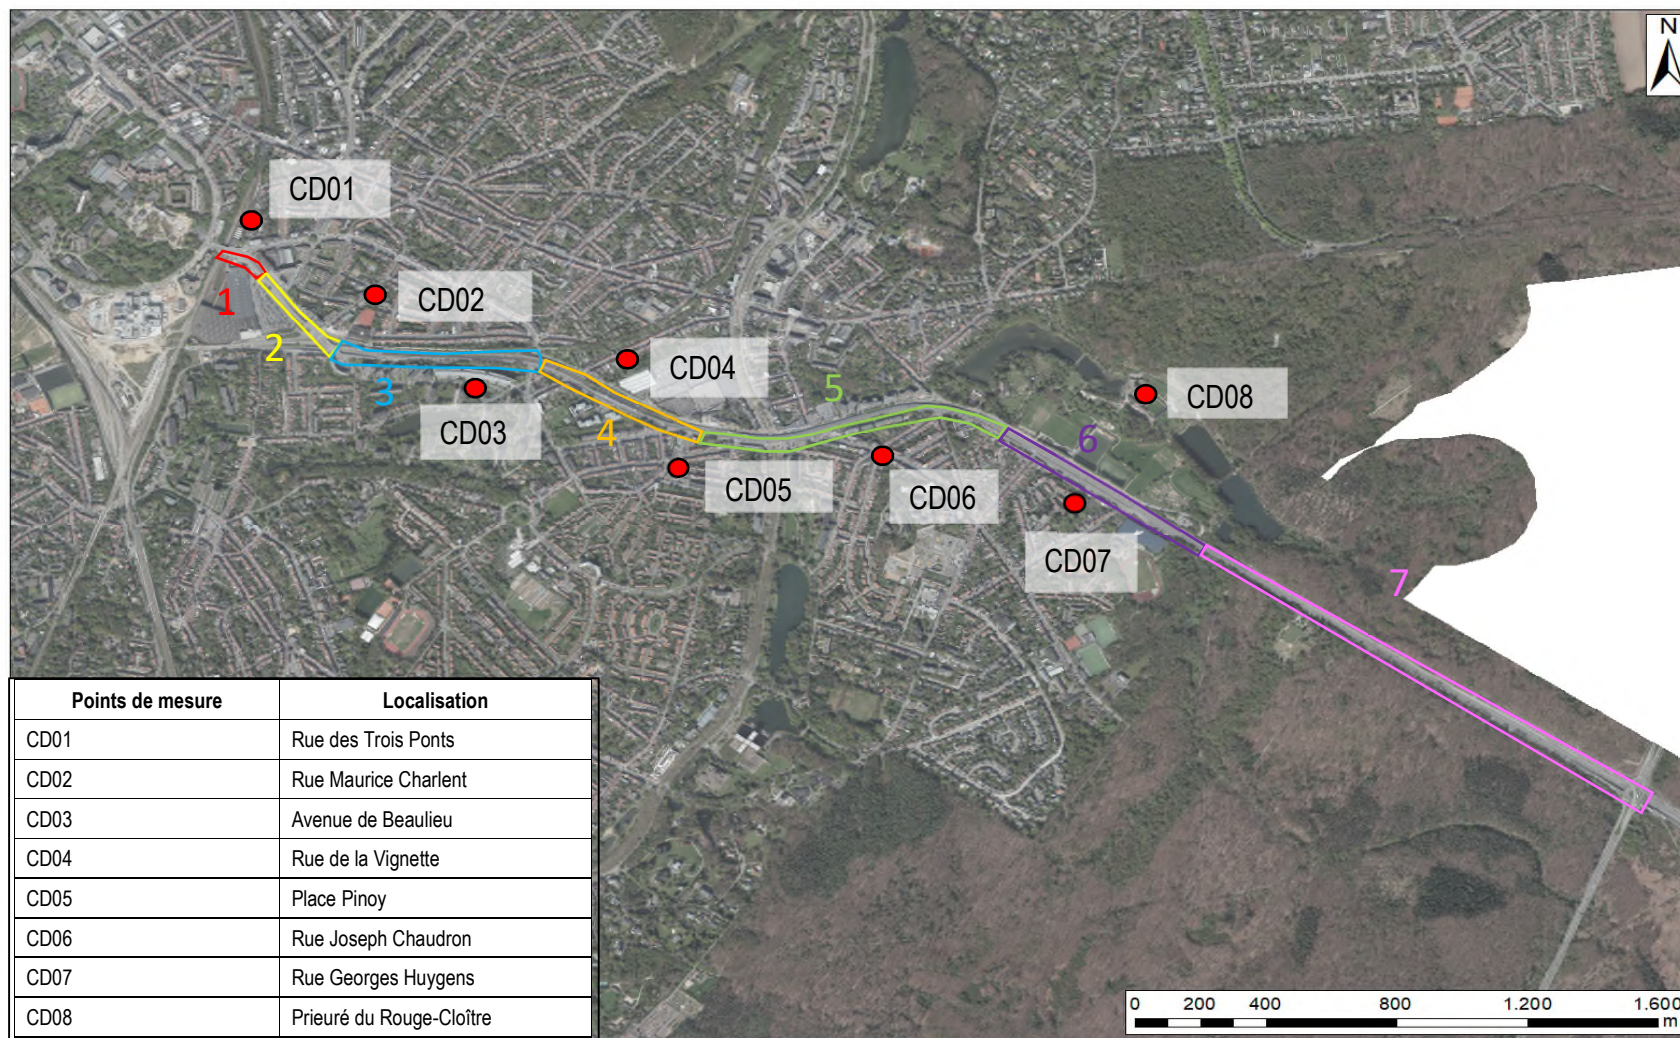 N
CD01
1
CD02
2
3
CD03
CD04
4
5
CD05
CD06
6
CD08
CD07
7
Points de mesure Localisation
CD01 Rue des Trois Ponts
CD02 Rue Maurice Charlent
CD03 Avenue de Beaulieu
CD04 Rue de la Vignette
CD05 Place Pinoy
CD06 Rue Joseph Chaudron
CD07 Rue Georges Huygens
CD08 Prieuré du Rouge-Cloître
0 200 400 800 1.200 1.600
m